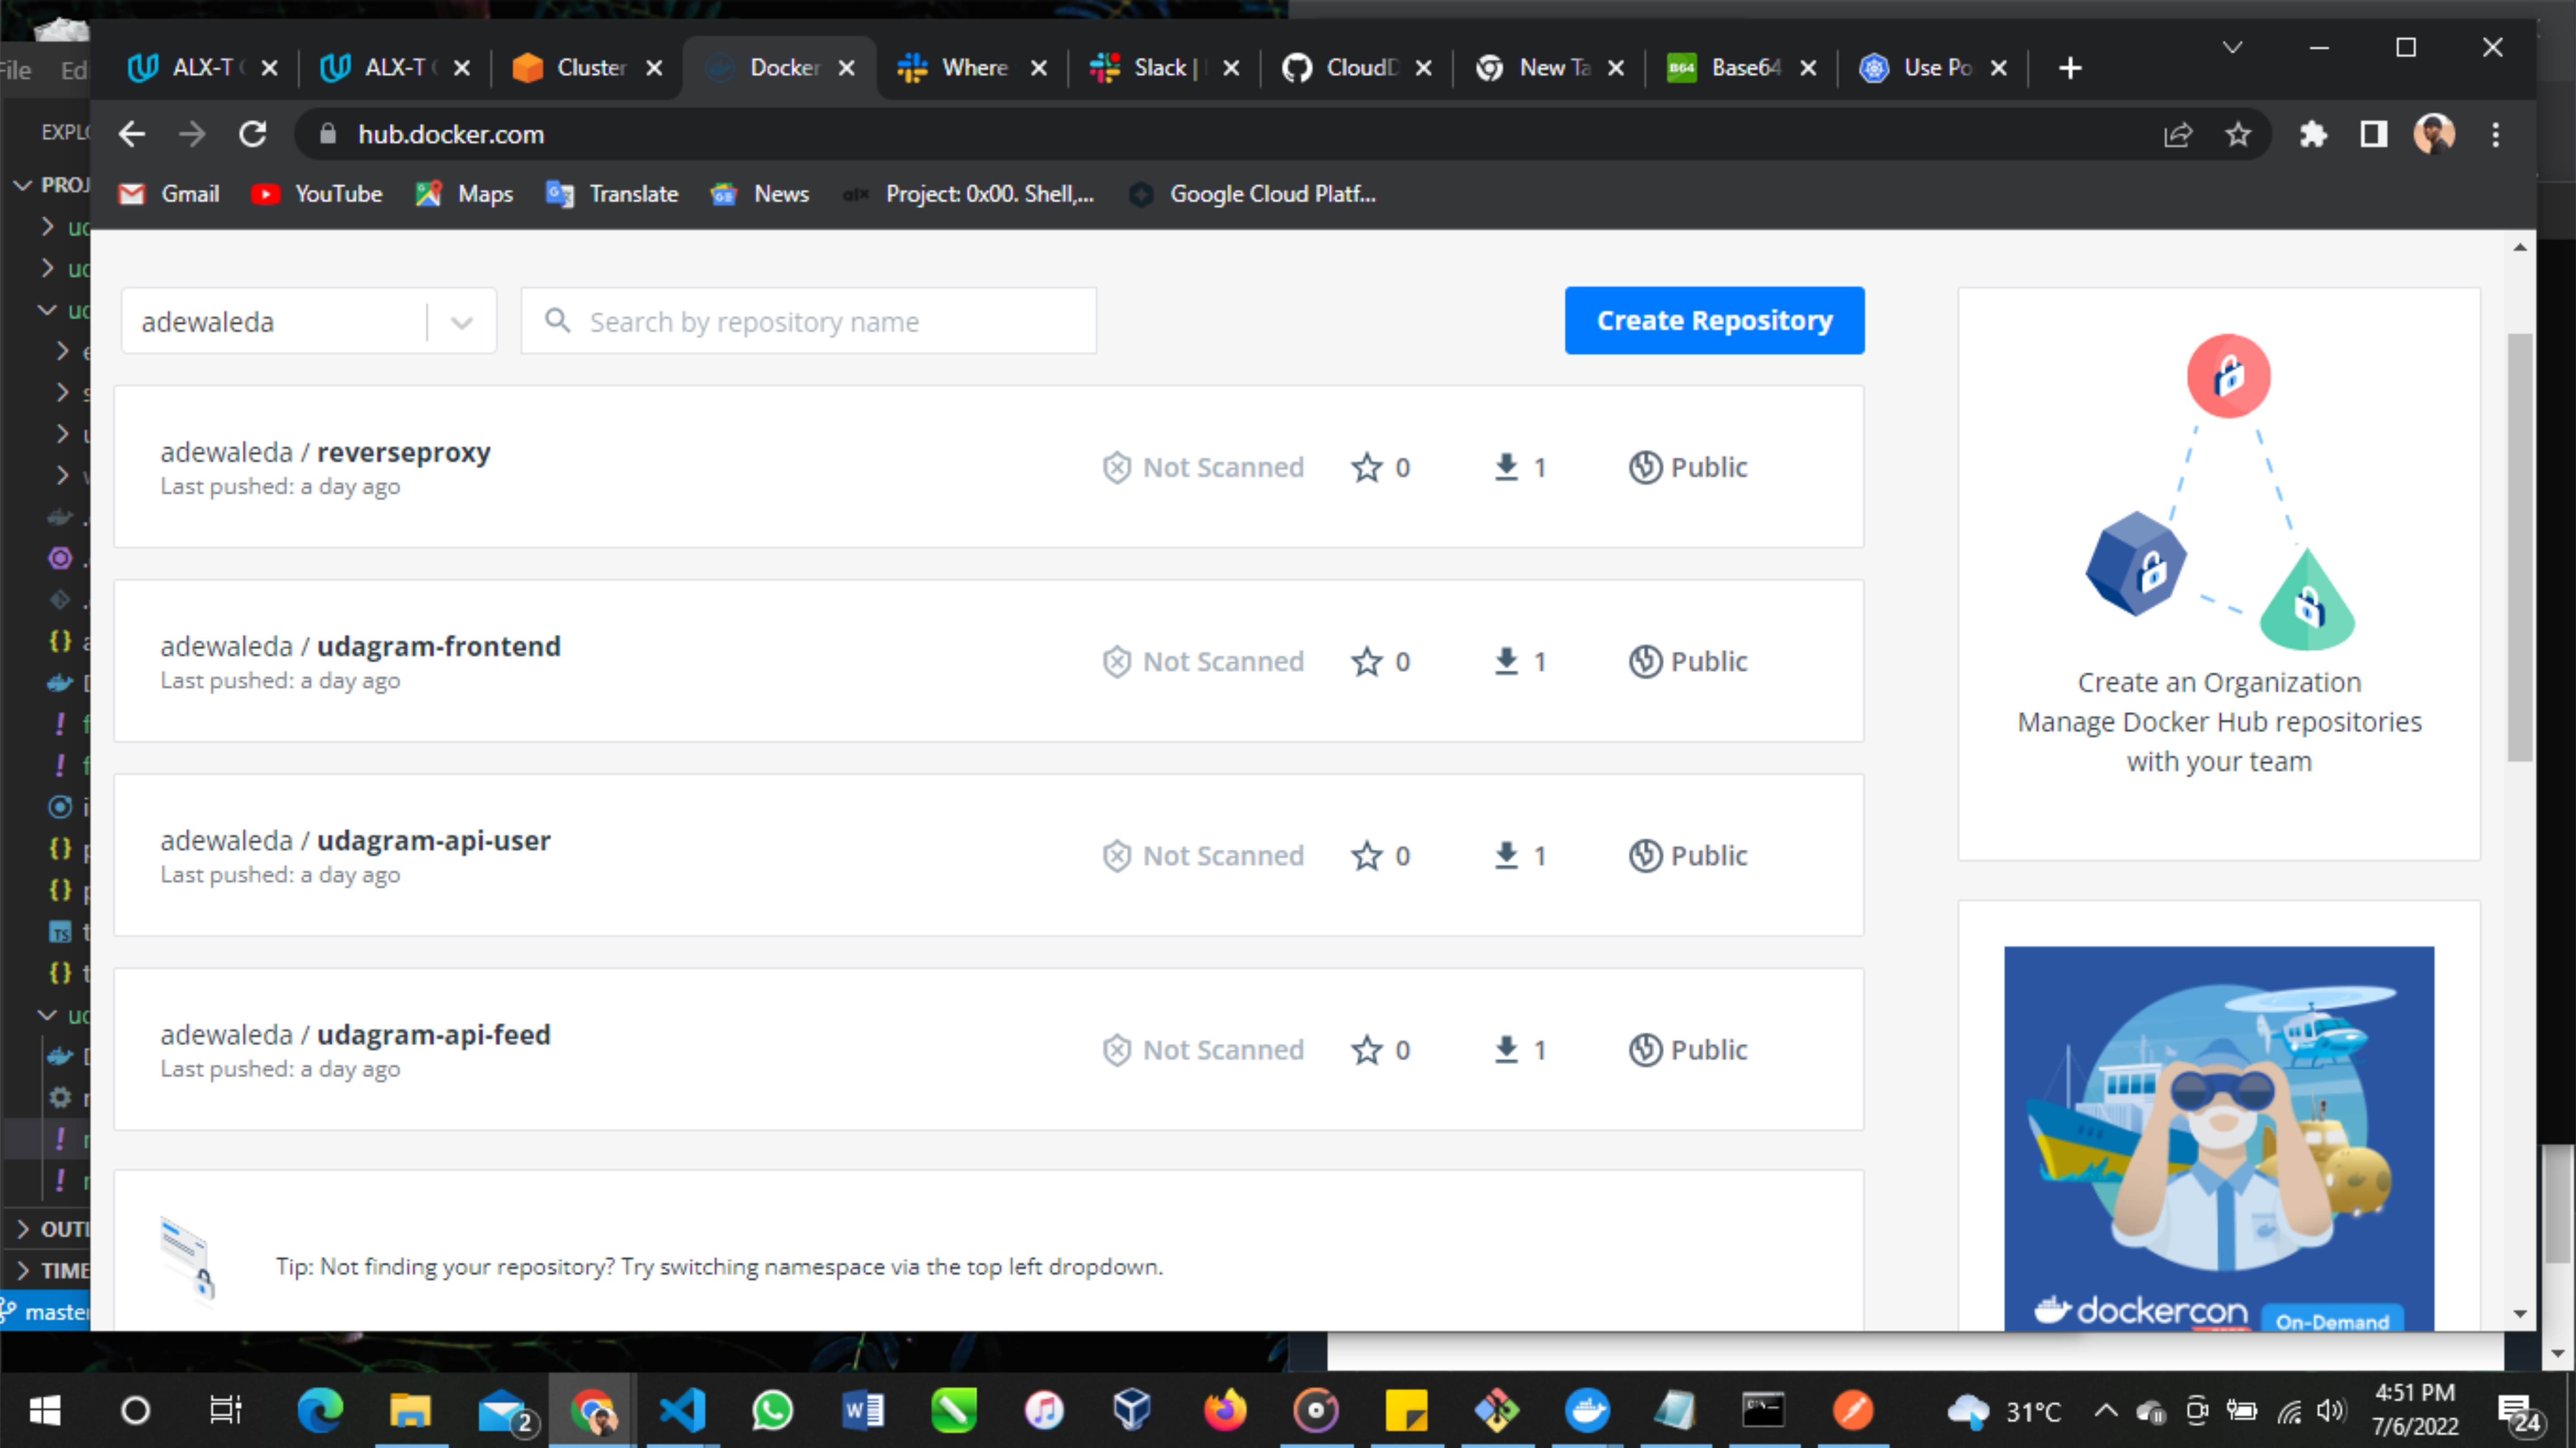 File Ed
ALX-T
ALX-T
Cluster
Docker
Where
Slack |
CloudD
New Ta
Base64
Use Po
EXPL
hub.docker.com
PROJ
Gmail
YouTube
Maps
Translate
News
alx Project: 0x00. Shell,...
Google Cloud Platf...
adewaleda
Search by repository name
Create Repository
adewaleda / reverseproxy
Last pushed: a day ago
Not Scanned
0
1
Public
adewaleda / udagram-frontend
Last pushed: a day ago
Not Scanned
0
1
Public
adewaleda / udagram-api-user
Last pushed: a day ago
Not Scanned
0
1
Public
adewaleda / udagram-api-feed
Last pushed: a day ago
Not Scanned
0
1
Public
Tip: Not finding your repository? Try switching namespace via the top left dropdown.
Create an Organization
Manage Docker Hub repositories
with your team
dockercon
On-Demand
OUTL
TIME
master
2
31°C
4:51 PM
7/6/2022
24